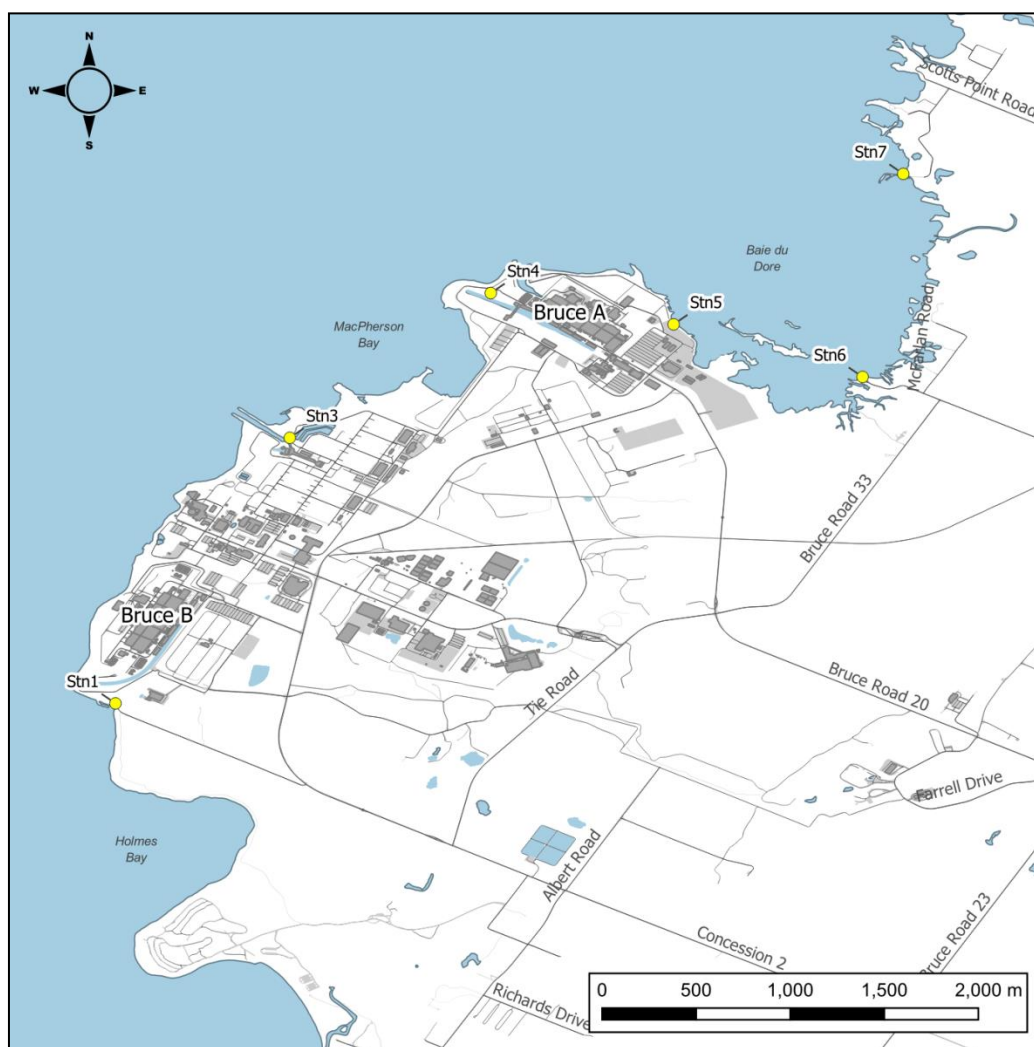 N
W E
S
Scotts Point Road
Stn7
Baie du
Dore
Stn4
Bruce A
Stn5
MacPherson
Bay
McFarlan Road
Stn6
Stn3
Bruce Road 33
Bruce B
Stn1
Tie Road
Bruce Road 20
Farrell Drive
Holmes
Bay
Albert Road
Concession 2
Bruce Road 23
Richards Drive
0 500 1,000 1,500 2,000 m